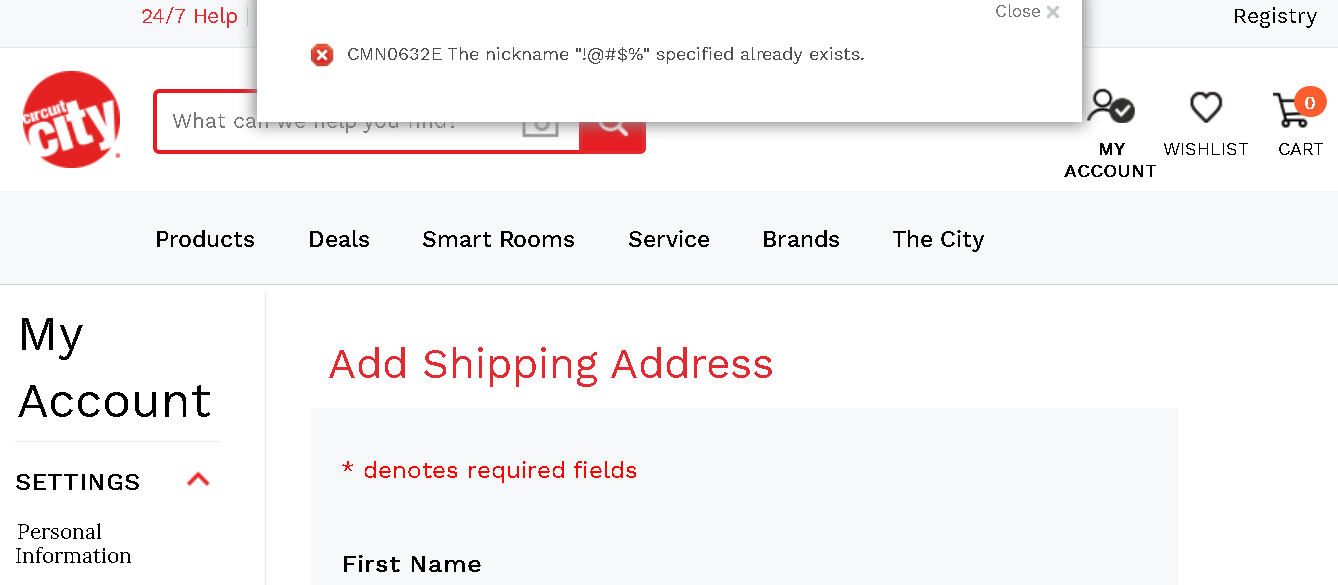 24/7 Help
Close
Registry
CMN0632E The nickname "!@#$%" specified already exists.
circuit
city
What can we help you find?
0
MY ACCOUNT
WISHLIST
CART
Products Deals Smart Rooms Service Brands The City
My
Account
Add Shipping Address
* denotes required fields
SETTINGS
Personal
Information
First Name